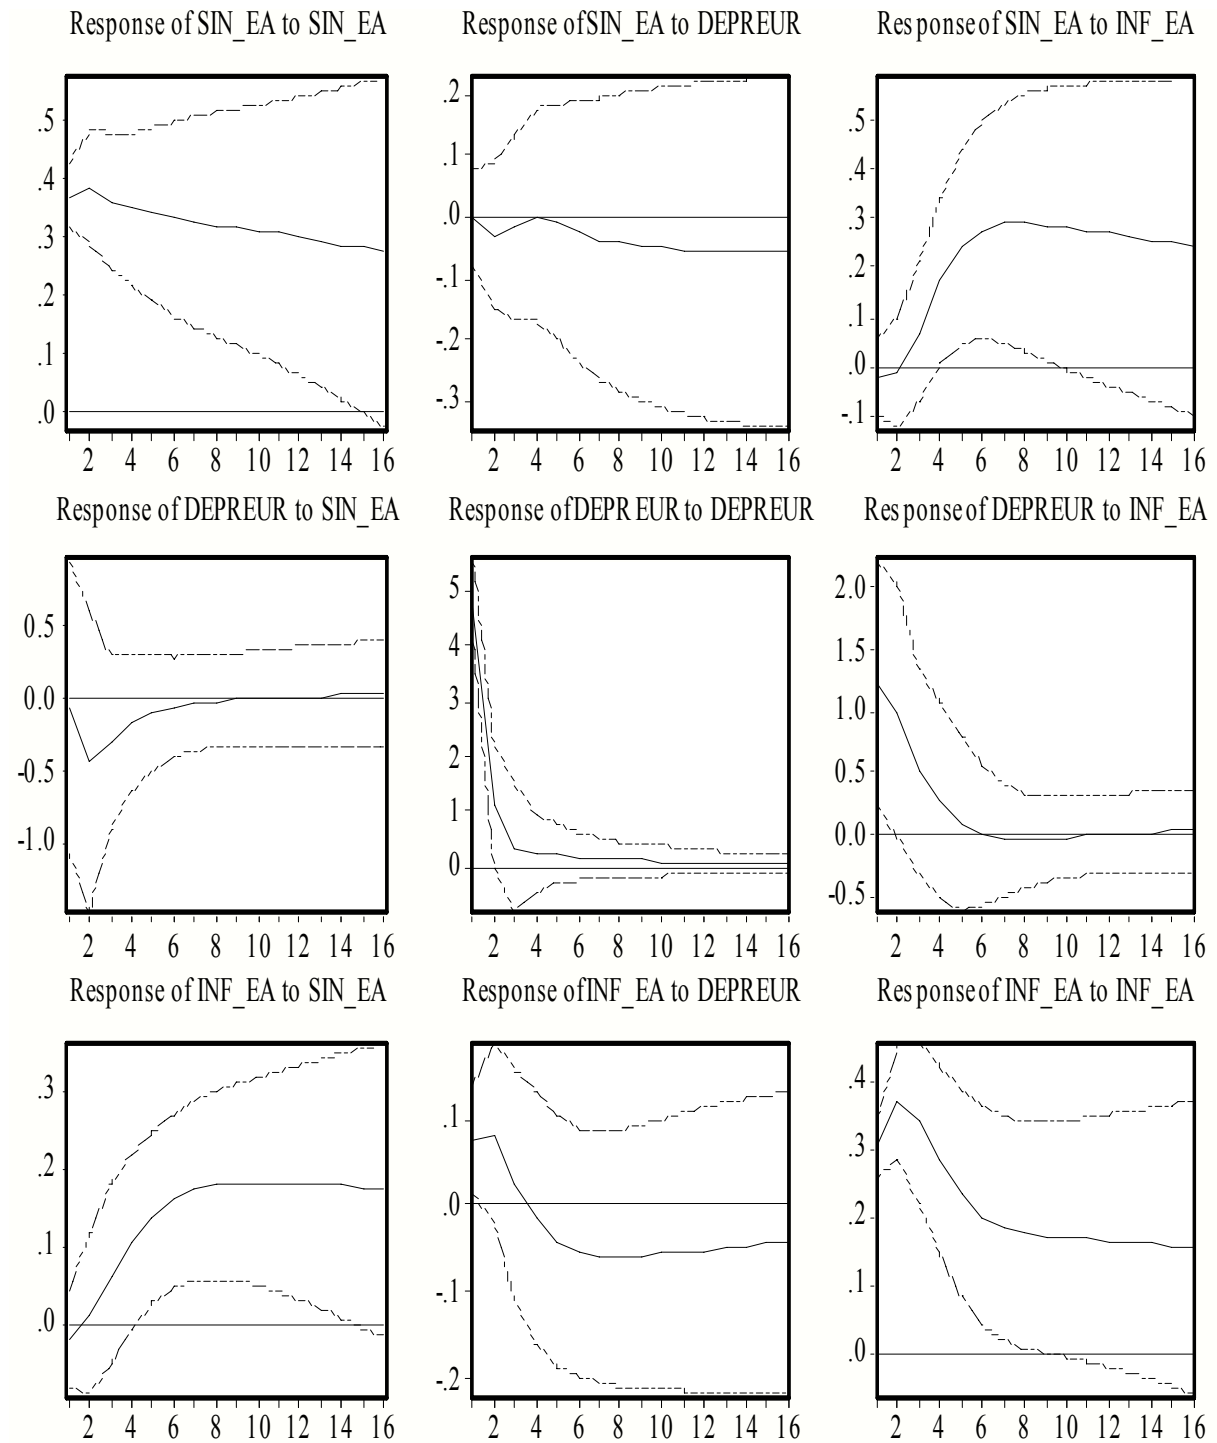 Response of SIN_EA to SIN_EA
Response of SIN_EA to DEPREUR
Response of SIN_EA to INF_EA
.5
.4
.3
.2
.1
.0
2 4 6 8 10 12 14 16
.2
.1
.0
-.1
-.2
-.3
2 4 6 8 10 12 14 16
.5
.4
.3
.2
.1
.0
-.1
2 4 6 8 10 12 14 16
Response of DEPREUR to SIN_EA
Response of DEPREUR to DEPREUR
Response of DEPREUR to INF_EA
0.5
0.0
-0.5
-1.0
2 4 6 8 10 12 14 16
5
4
3
2
1
0
2 4 6 8 10 12 14 16
2.0
1.5
1.0
0.5
0.0
-0.5
2 4 6 8 10 12 14 16
Response of INF_EA to SIN_EA
Response of INF_EA to DEPREUR
Response of INF_EA to INF_EA
.3
.2
.1
.0
2 4 6 8 10 12 14 16
.1
.0
-.1
-.2
2 4 6 8 10 12 14 16
.4
.3
.2
.1
.0
2 4 6 8 10 12 14 16